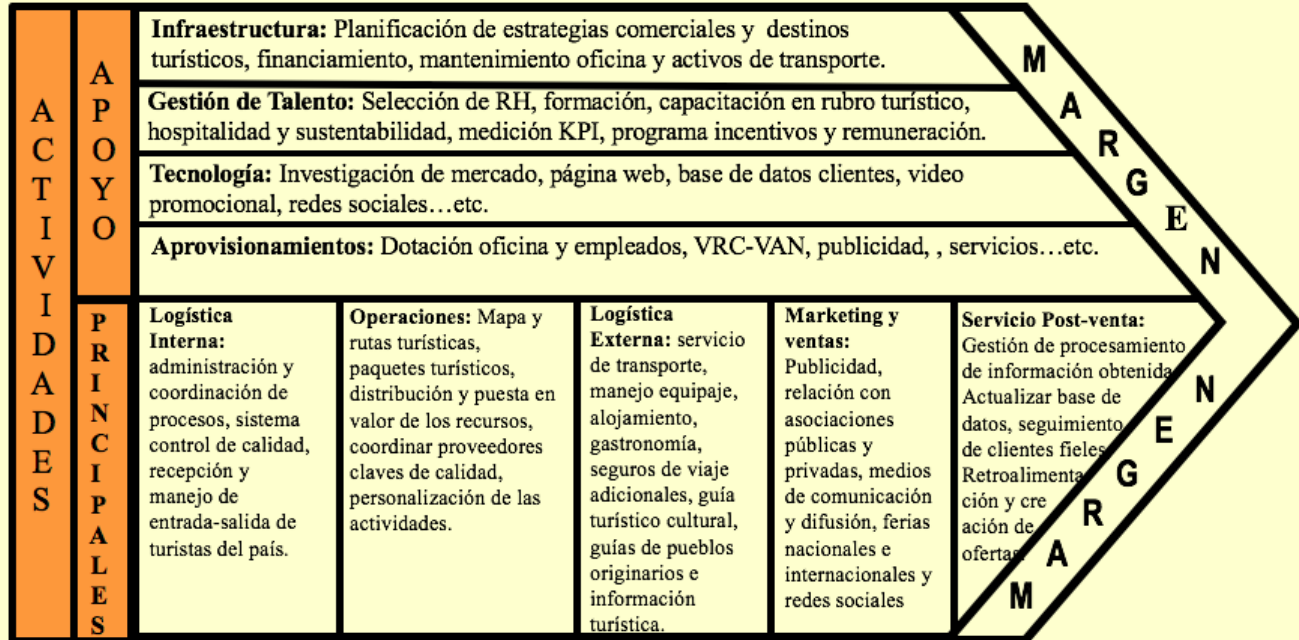 ACTIVIDADES
APOYO
Infraestructura: Planificación de estrategias comerciales y destinos
turísticos, financiamiento, mantenimiento oficina y activos de transporte.
Gestión de Talento: Selección de RH, formación, capacitación en rubro turístico,
hospitalidad y sustentabilidad, medición KPI, programa incentivos y remuneración.
Tecnología: Investigación de mercado, página web, base de datos clientes, video
promocional, redes sociales…etc.
Aprovisionamientos: Dotación oficina y empleados, VRC-VAN, publicidad, , servicios…etc.
MARGEN
PRINCIPALES
Logística
Interna:
administración y
coordinación de
procesos, sistema
control de calidad,
recepción y
manejo de
entrada-salida de
turistas del país.
Operaciones: Mapa y
rutas turísticas,
paquetes turísticos,
distribución y puesta en
valor de los recursos,
coordinar proveedores
claves de calidad,
personalización de las
actividades.
Logística
Externa: servicio
de transporte,
manejo equipaje,
alojamiento,
gastronomía,
seguros de viaje
adicionales, guía
turístico cultural,
guías de pueblos
originarios e
información
turística.
Marketing y
ventas:
Publicidad,
relación con
asociaciones
públicas y
privadas, medios
de comunicación
y difusión, ferias
nacionales e
internacionales y
redes sociales
Servicio Post-venta:
Gestión de procesamiento
de información obtenida
Actualizar base de
datos, seguimiento
de clientes fieles
Retroalimenta
ción y cre
ación de
ofertas.
MARGEN